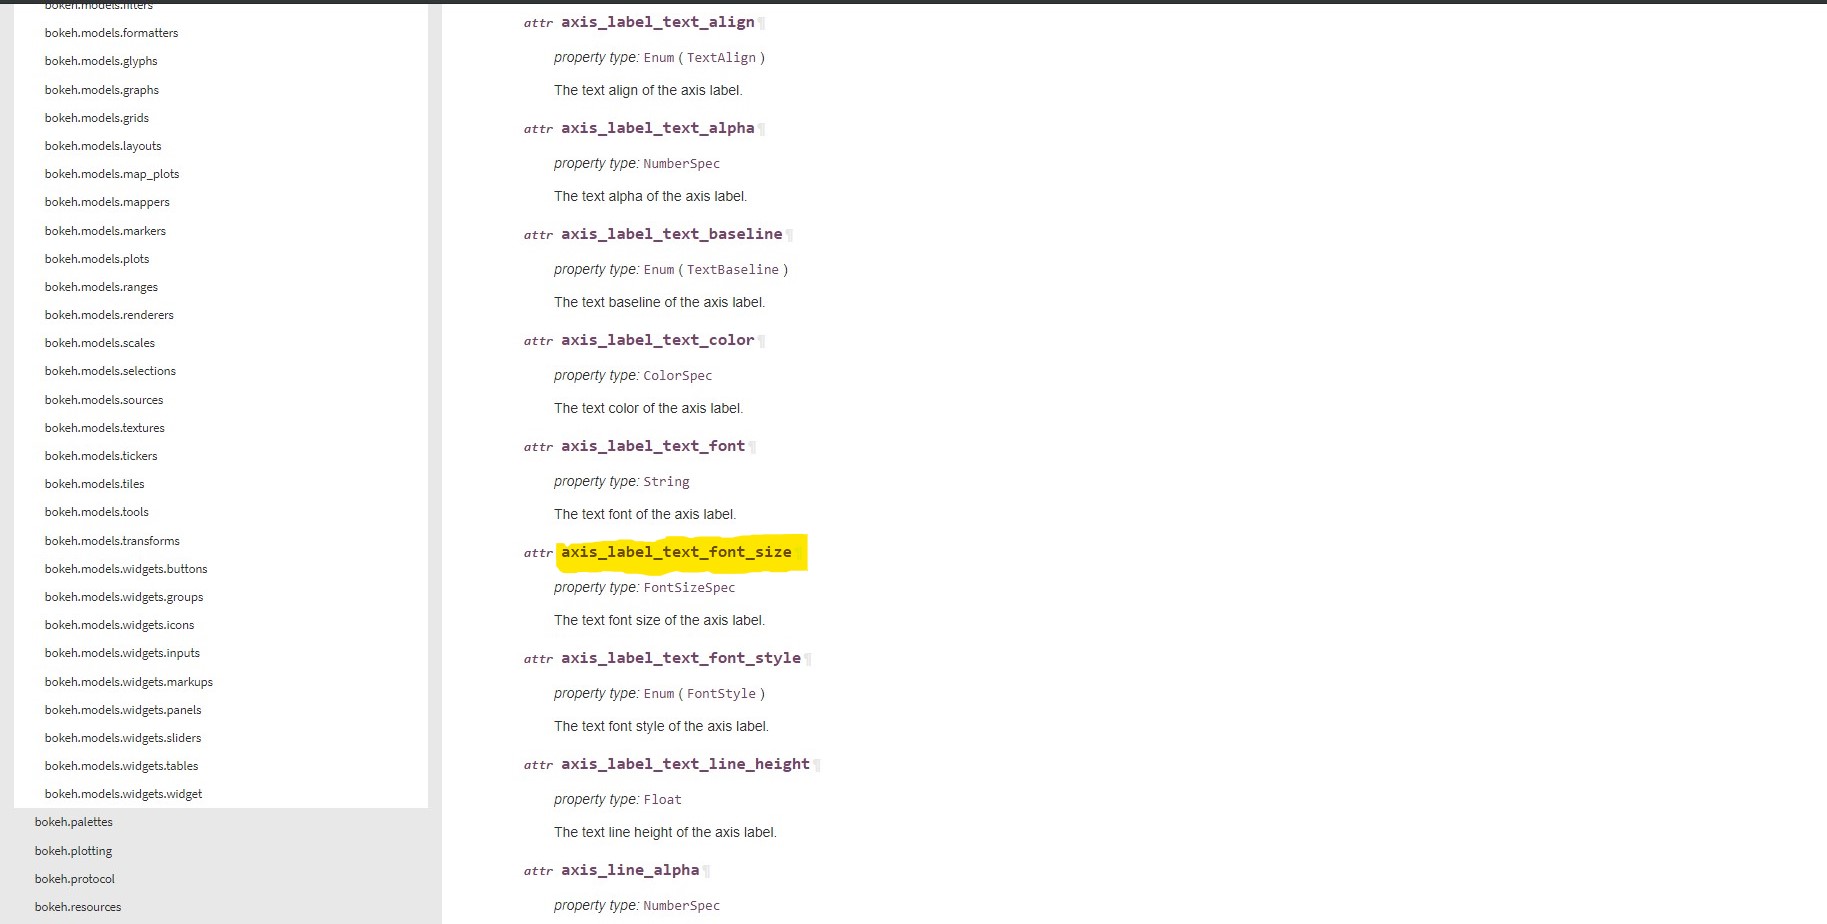 bokeh.models.filters
bokeh.models.formatters
bokeh.models.glyphs
bokeh.models.graphs
bokeh.models.grids
bokeh.models.layouts
bokeh.models.map_plots
bokeh.models.mappers
bokeh.models.markers
bokeh.models.plots
bokeh.models.ranges
bokeh.models.renderers
bokeh.models.scales
bokeh.models.selections
bokeh.models.sources
bokeh.models.textures
bokeh.models.tickers
bokeh.models.tiles
bokeh.models.tools
bokeh.models.transforms
bokeh.models.widgets.buttons
bokeh.models.widgets.groups
bokeh.models.widgets.icons
bokeh.models.widgets.inputs
bokeh.models.widgets.markups
bokeh.models.widgets.panels
bokeh.models.widgets.sliders
bokeh.models.widgets.tables
bokeh.models.widgets.widget
bokeh.palettes
bokeh.plotting
bokeh.protocol
bokeh.resources
attr axis_label_text_align¶
property type: Enum ( TextAlign )
The text align of the axis label.
attr axis_label_text_alpha¶
property type: NumberSpec
The text alpha of the axis label.
attr axis_label_text_baseline¶
property type: Enum ( TextBaseline )
The text baseline of the axis label.
attr axis_label_text_color¶
property type: ColorSpec
The text color of the axis label.
attr axis_label_text_font¶
property type: String
The text font of the axis label.
attr axis_label_text_font_size
property type: FontSizeSpec
The text font size of the axis label.
attr axis_label_text_font_style¶
property type: Enum ( FontStyle )
The text font style of the axis label.
attr axis_label_text_line_height¶
property type: Float
The text line height of the axis label.
attr axis_line_alpha¶
property type: NumberSpec